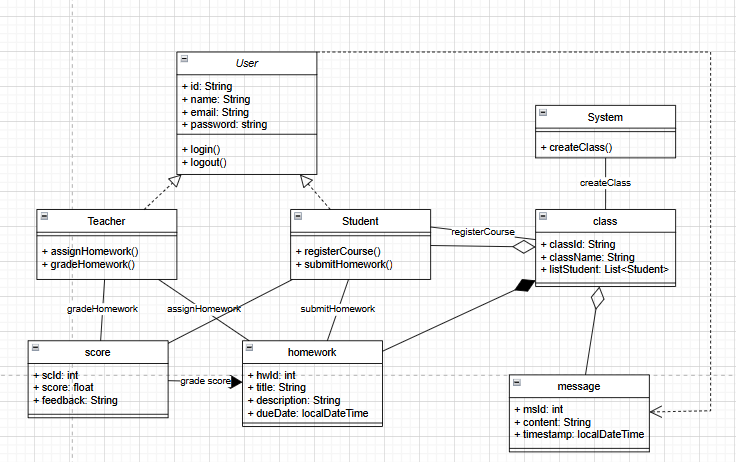 User
+ id: String
+ name: String
+ email: String
+ password: string
+ login()
+ logout()
System
+ createClass()
createClass
Teacher
+ assignHomework()
+ gradeHomework()
Student
+ registerCourse()
+ submitHomework()
registerCourse
class
+ classId: String
+ className: String
+ listStudent: List<Student>
gradeHomework
assignHomework
submitHomework
score
+ scId: int
+ score: float
+ feedback: String
grade score
homework
+ hwId: int
+ title: String
+ description: String
+ dueDate: localDateTime
message
+ msId: int
+ content: String
+ timestamp: localDateTime